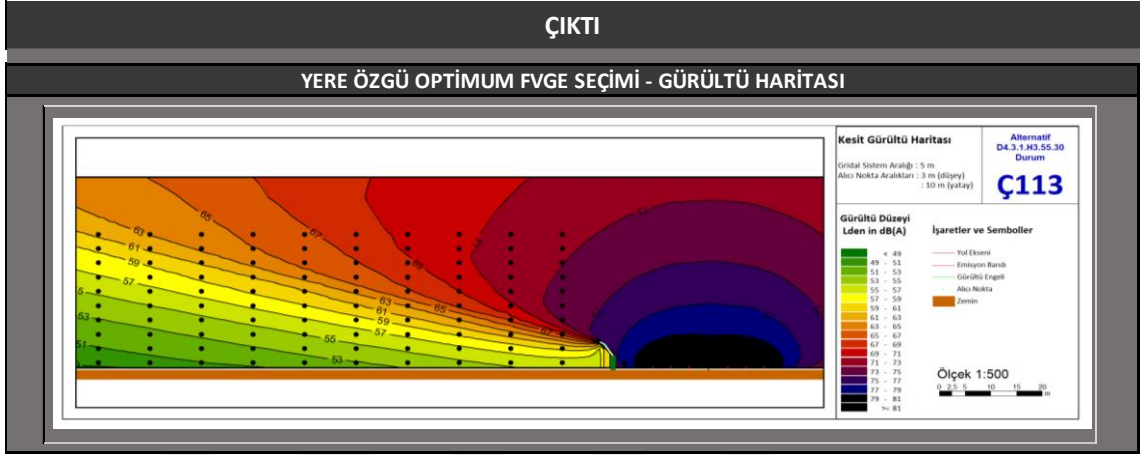 ÇIKTI
YERE ÖZGÜ OPTİMUM FVGE SEÇİMİ - GÜRÜLTÜ HARİTASI
Kesit Gürültü Haritası
Gridal Sistem Aralığı : 5 m
Alıcı Nokta Aralıkları : 3 m (düşey)
: 10 m (yatay)
Alternatif
D4.3.1.H3.55.30
Durum
Ç113
Gürültü Düzeyi
Lden in dB(A)
< 49
49 - 51
51 - 53
53 - 55
55 - 57
57 - 59
59 - 61
61 - 63
63 - 65
65 - 67
67 - 69
69 - 71
71 - 73
73 - 75
75 - 77
77 - 79
79 - 81
>= 81
İşaretler ve Semboller
Yol Ekseni
Emisyon Bandı
Gürültü Engeli
Alıcı Nokta
Zemin
Ölçek 1:500
0 2.5 5 10 15 20
m
65
67
63
61
59
57
53
51
63
61
59
57
55
53